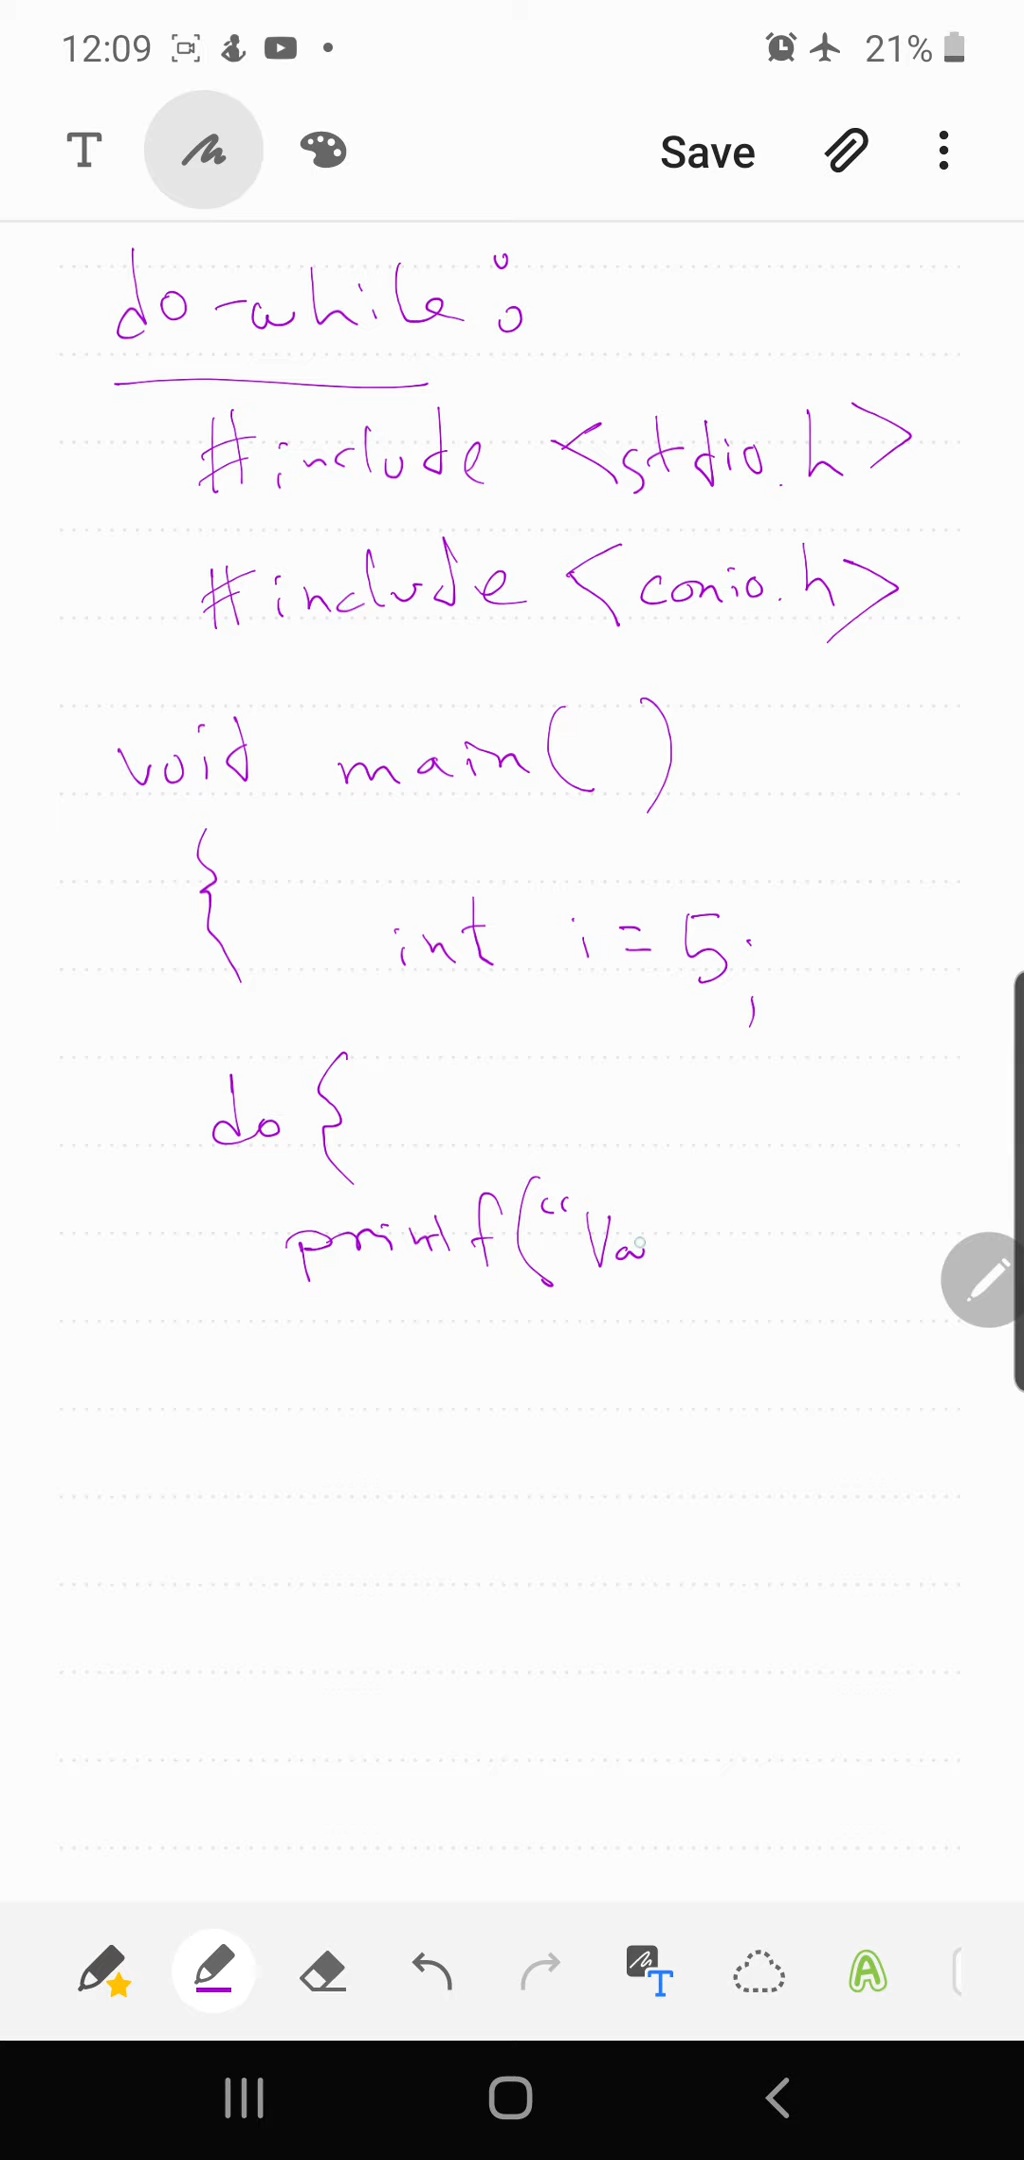 12:09 21%
T Save
do-while:
#include <stdio.h>
#include <conio.h>
void main()
{ int i = 5;
do {
printf("Va
T A